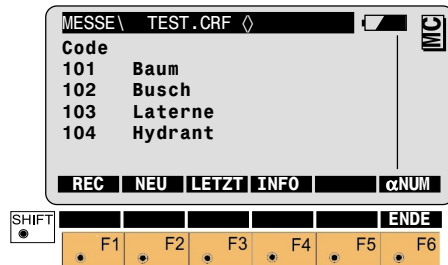 MESSE\ TEST.CRF ◊
MC
Code
101 Baum
102 Busch
103 Laterne
104 Hydrant
REC NEU LETZT INFO αNUM
SHIFT
ENDE
F1 F2 F3 F4 F5 F6